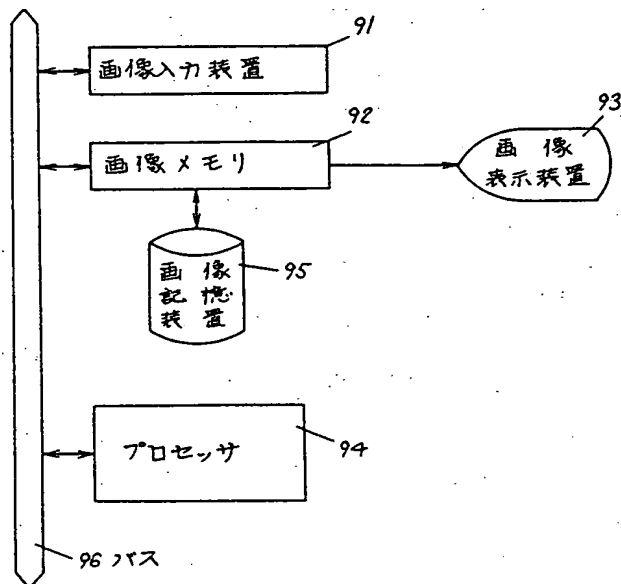 91
画像入力装置
92
画像メモリ
93
画像
表示装置
95
画像
記憶
装置
プロセッサ
94
96 バス